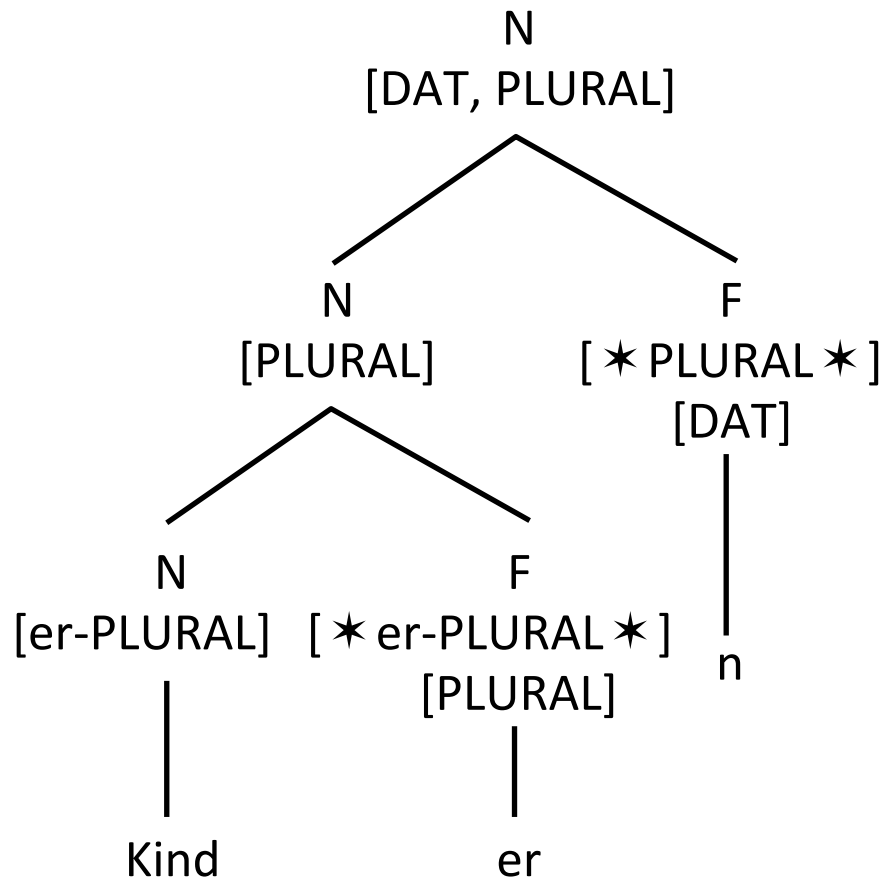 N
[DAT, PLURAL]
N F
[PLURAL] [✶PLURAL✶]
[DAT]
N F
[er-PLURAL] [✶er-PLURAL✶]
n
[PLURAL]
Kind er